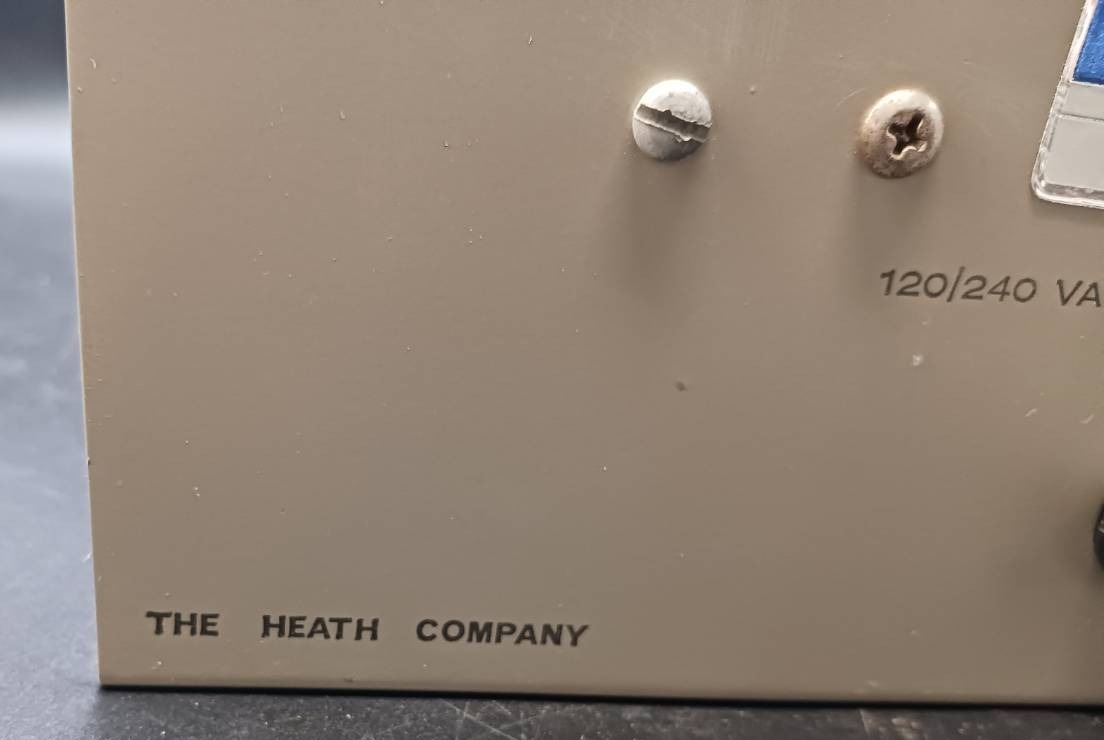 120/240 VA
THE HEATH COMPANY